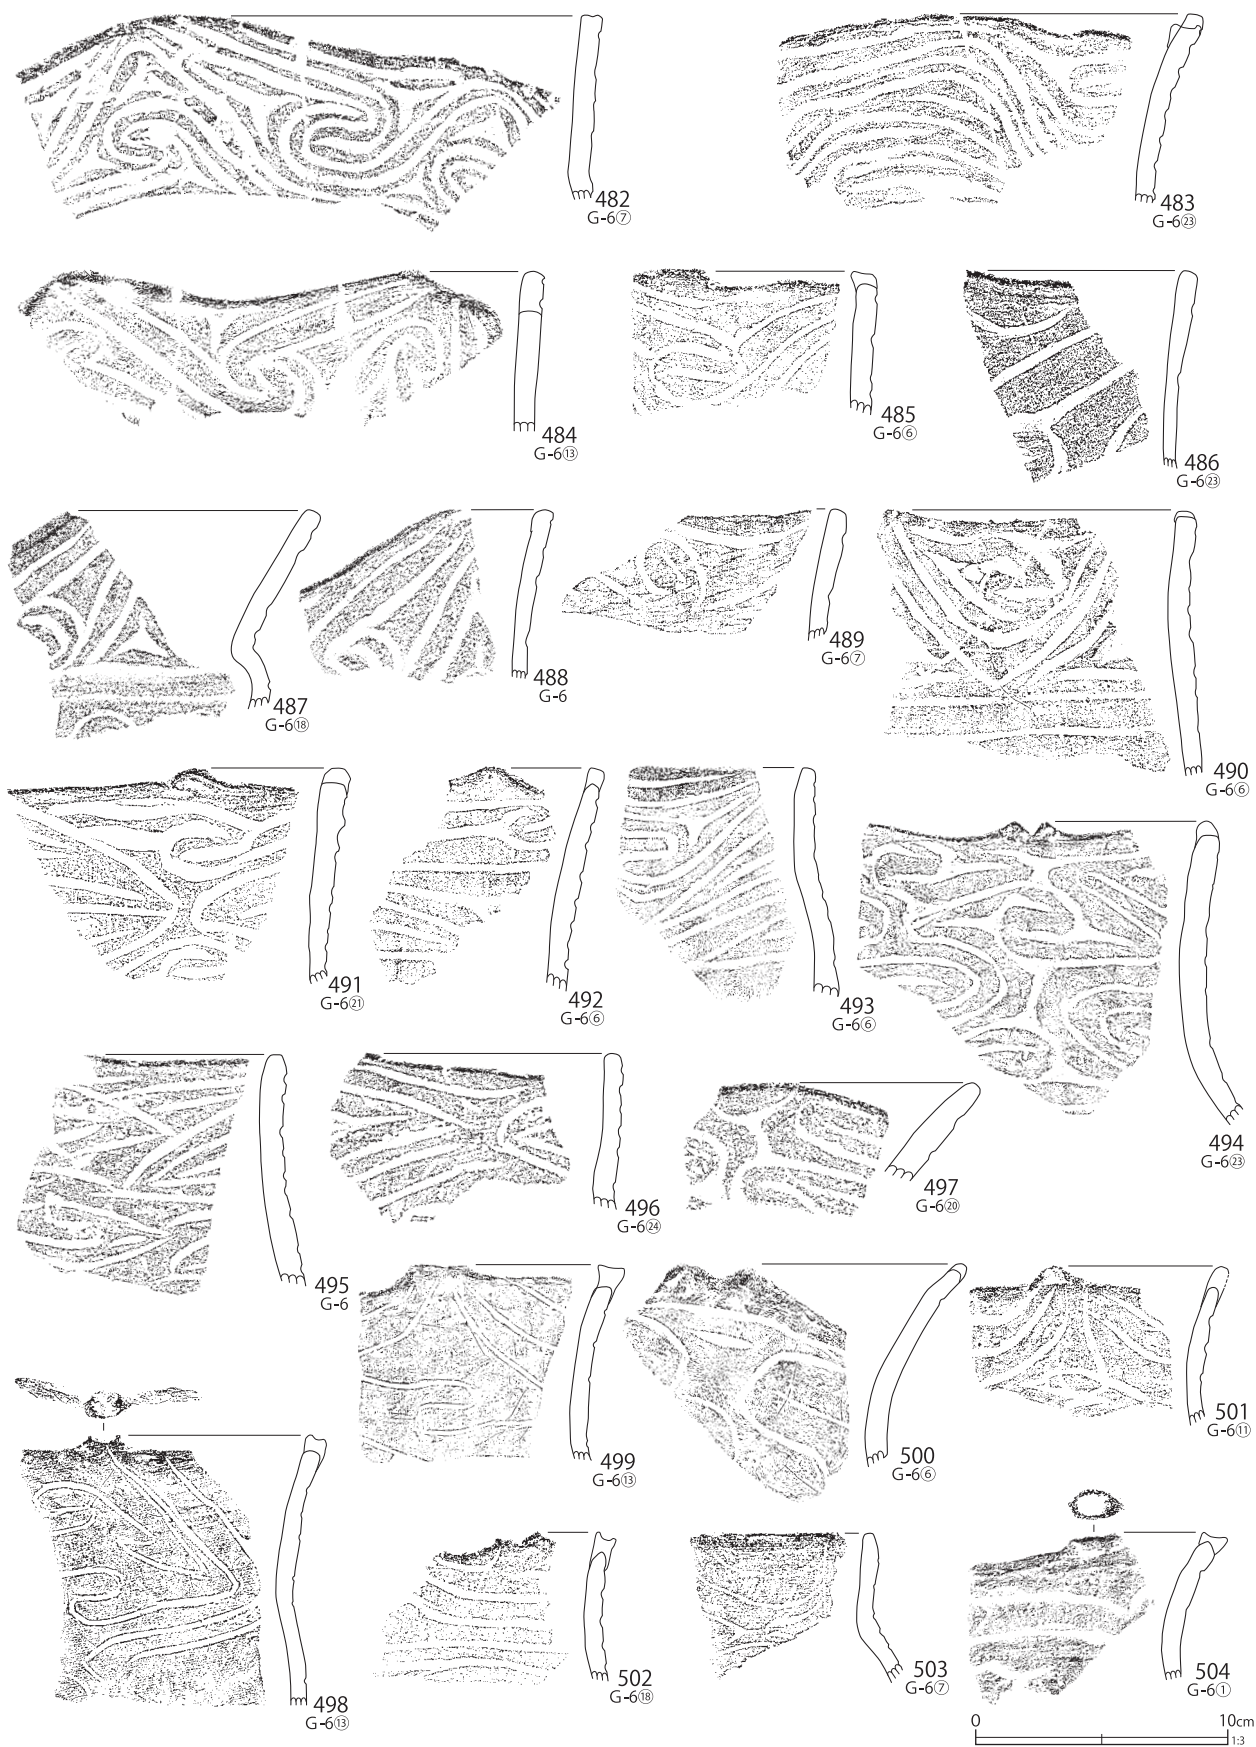 482
G-6⑦
483
G-6㉓
484
G-6⑬
485
G-6⑥
486
G-6㉓
487
G-6⑱
488
G-6
489
G-6⑦
490
G-6⑥
491
G-6㉑
492
G-6⑥
493
G-6⑥
494
G-6㉓
495
G-6
496
G-6㉔
497
G-6⑳
498
G-6⑬
499
G-6⑬
500
G-6⑥
501
G-6⑪
502
G-6⑱
503
G-6⑦
504
G-6①
0 10cm
1:3